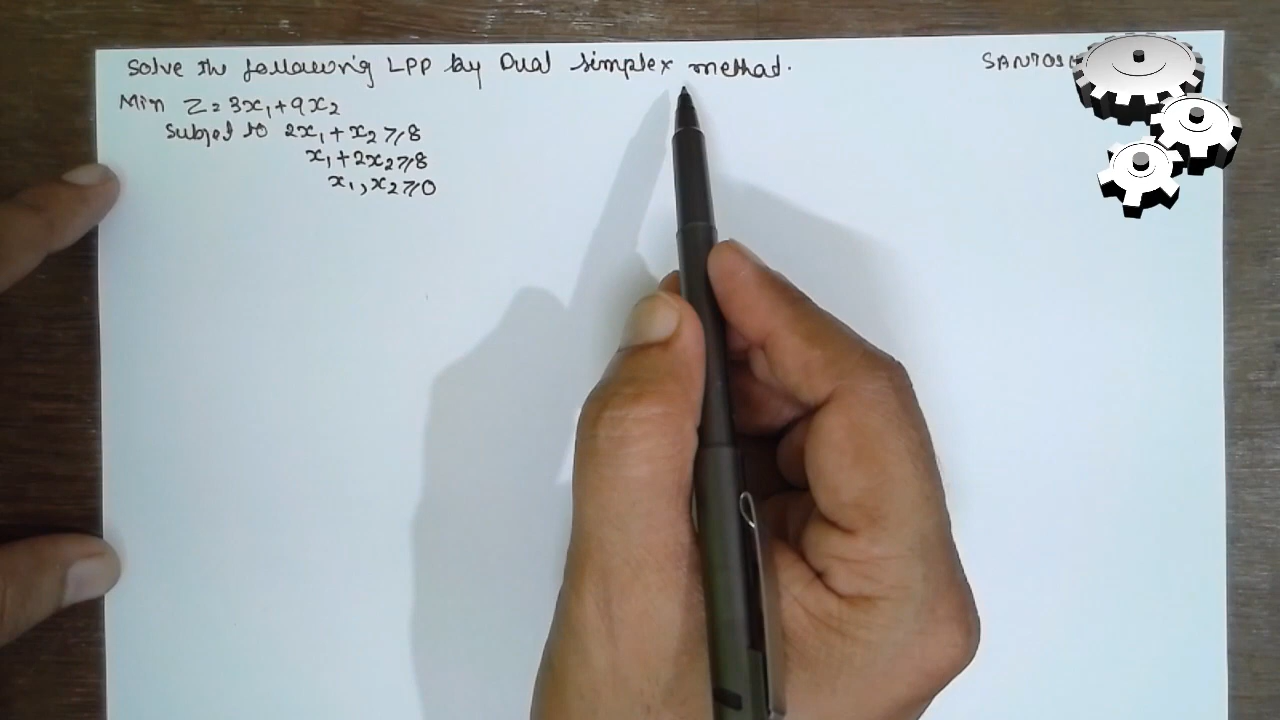 Solve the following LPP by Dual simplex method.
SANTOSH
Min Z = 3x₁ + 9x₂
Subject to 2x₁ + x₂ ≥ 8
x₁ + 2x₂ ≥ 8
x₁, x₂ ≥ 0